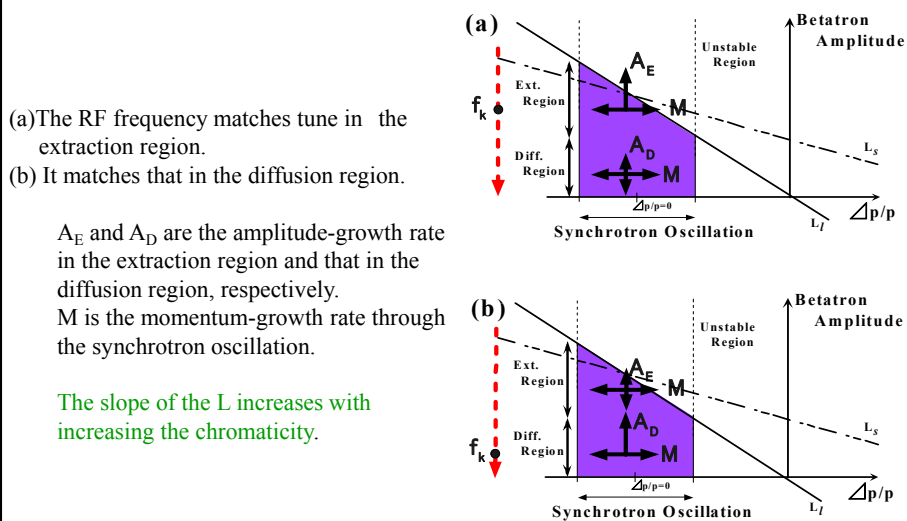 (a)The RF frequency matches tune in the
extraction region.
(b) It matches that in the diffusion region.
A_E and A_D are the amplitude-growth rate
in the extraction region and that in the
diffusion region, respectively.
M is the momentum-growth rate through
the synchrotron oscillation.
The slope of the L increases with
increasing the chromaticity.
(a)
Betatron
Amplitude
Unstable
Region
A_E
Ext.
Region
f_k
M
A_D
Diff.
Region
M
L_s
⊿p/p=0
⊿p/p
L_l
Synchrotron Oscillation
(b)
Betatron
Amplitude
Unstable
Region
Ext.
Region
A_E
M
A_D
Diff.
Region
f_k
M
L_s
⊿p/p=0
⊿p/p
L_l
Synchrotron Oscillation